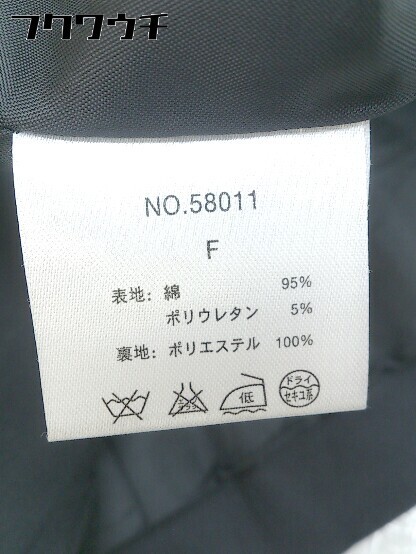 フクワウチ
NO.58011
F
表地: 綿 95%
ポリウレタン 5%
裏地: ポリエステル 100%
低
ドライ
セキユ系